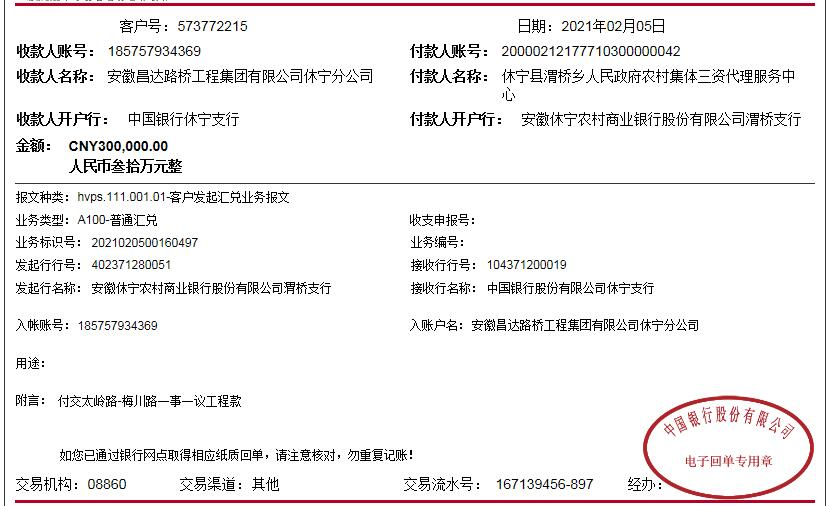 客户号：573772215
日期：2021年02月05日
收款人账号：185757934369
付款人账号：20000212177710300000042
收款人名称：安徽昌达路桥工程集团有限公司休宁分公司
付款人名称：休宁县渭桥乡人民政府农村集体三资代理服务中
心
收款人开户行：中国银行休宁支行
付款人开户行：安徽休宁农村商业银行股份有限公司渭桥支行
金额：CNY300,000.00
人民币叁拾万元整
报文种类：hvps.111.001.01-客户发起汇兑业务报文
业务类型：A100-普通汇兑
收支申报号：
业务标识号：2021020500160497
业务编号：
发起行行号：402371280051
接收行行号：104371200019
发起行名称：安徽休宁农村商业银行股份有限公司渭桥支行
接收行名称：中国银行股份有限公司休宁支行
入帐账号：185757934369
入账户名：安徽昌达路桥工程集团有限公司休宁分公司
用途：
附言：付交太岭路-梅川路一事一议工程款
中国银行股份有限公司
电子回单专用章
如您已通过银行网点取得相应纸质回单，请注意核对，勿重复记账！
交易机构：08860
交易渠道：其他
交易流水号：167139456-897
经办：